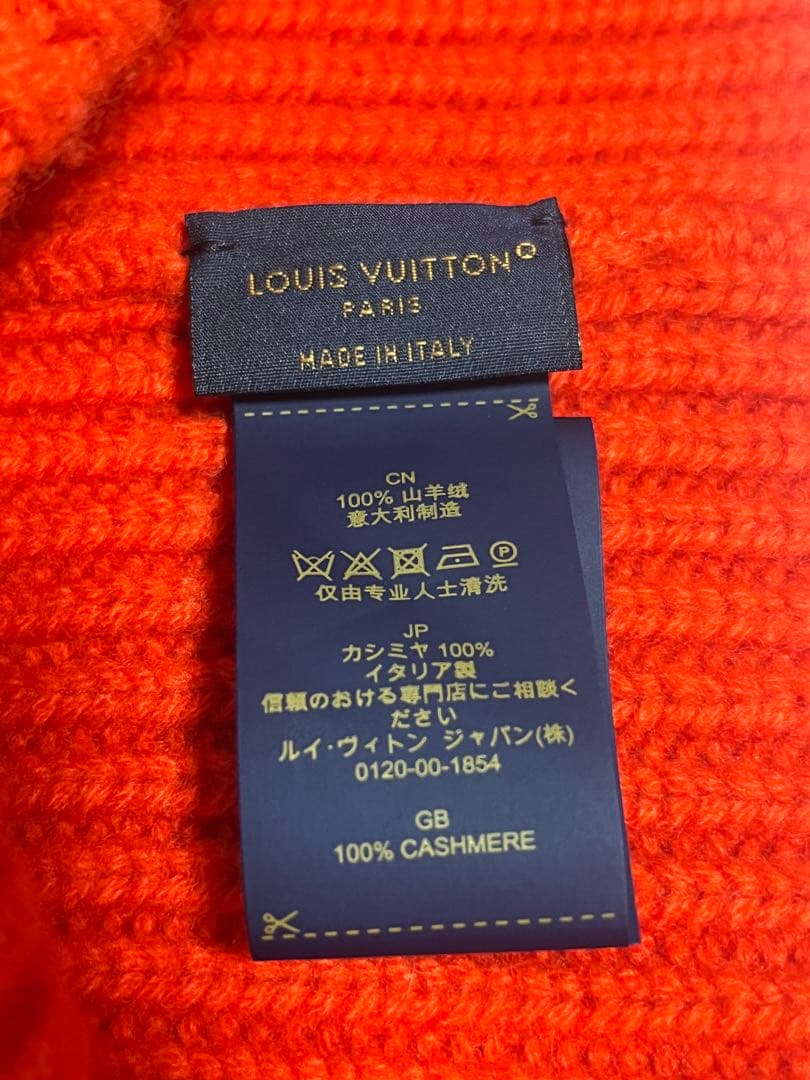 LOUIS VUITTON®
PARIS
MADE IN ITALY
CN
100% 山羊绒
意大利制造
仅由专业人士清洗
JP
カシミヤ 100%
イタリア製
信頼のおける専門店にご相談く
ださい
ルイ·ヴィトン ジャパン(株)
0120-00-1854
GB
100% CASHMERE